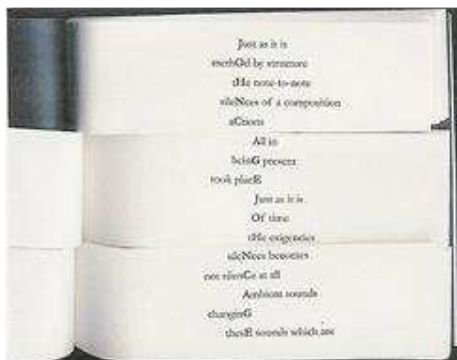 Just as it is
methOd by structure
tHe note-to-note
sileNces of a composition
aCtions
All in
beinG present
took placE
Just as it is
Of time
tHe exigencies
sileNces becomes
not silenCe at all
Ambient sounds
changinG
thesE sounds which are